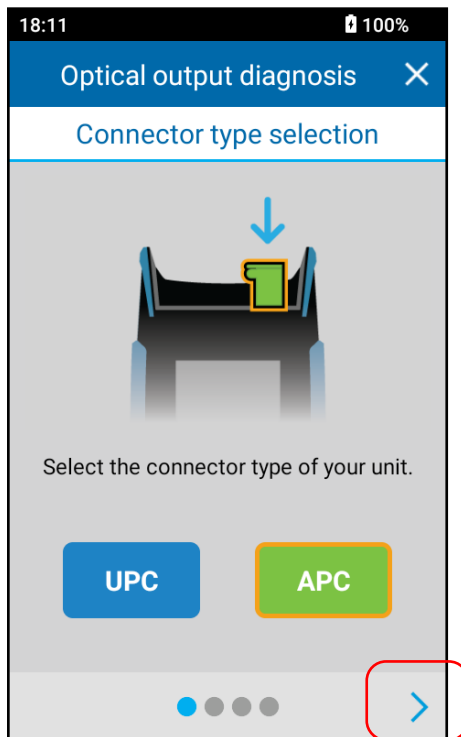 18:11 100%
Optical output diagnosis
Connector type selection
Select the connector type of your unit.
UPC APC